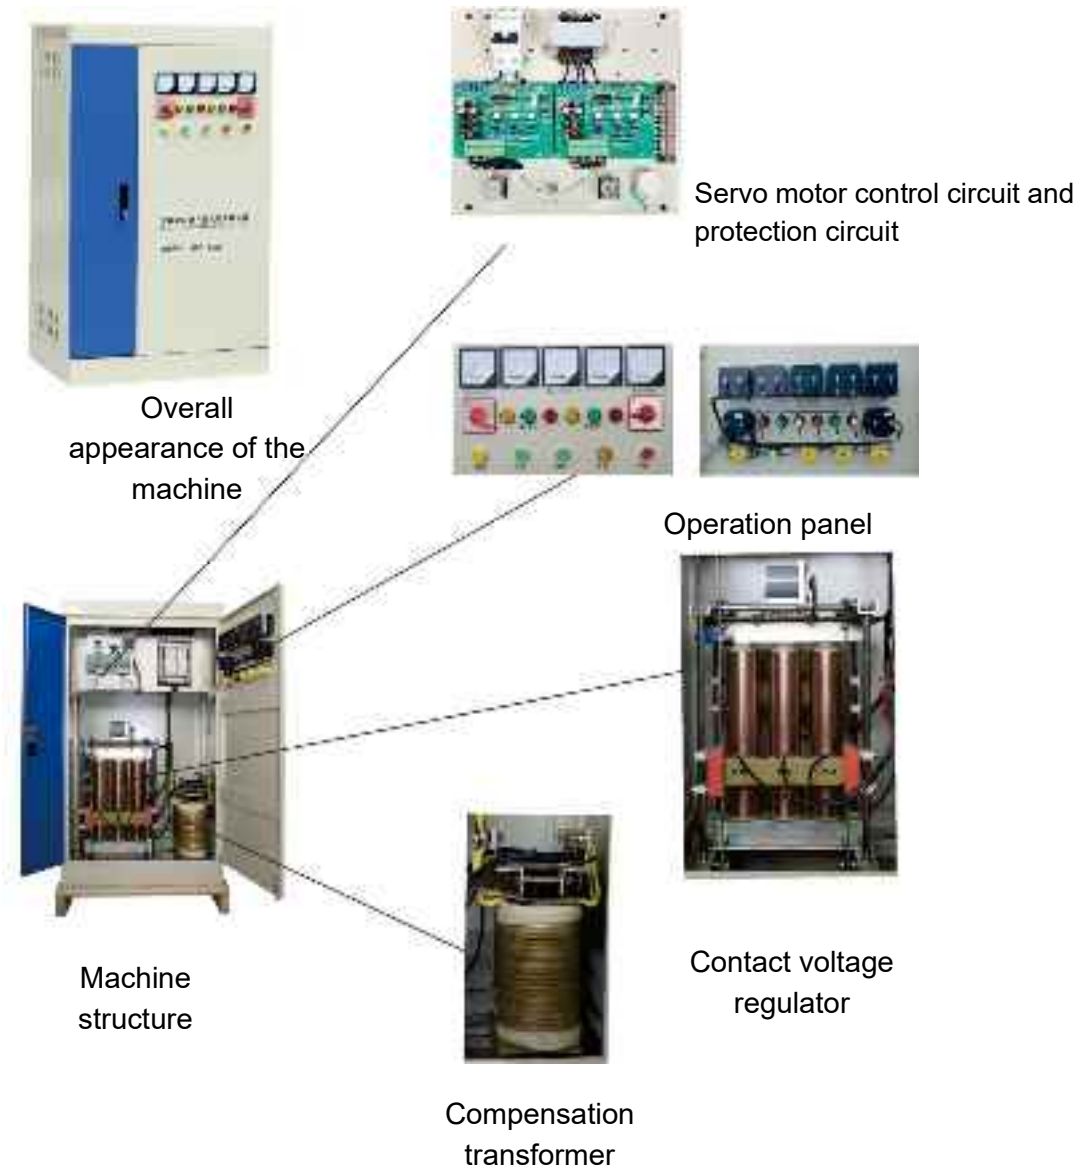 Servo motor control circuit and
protection circuit
Overall
appearance of the
machine
Operation panel
Machine
structure
Contact voltage
regulator
Compensation
transformer